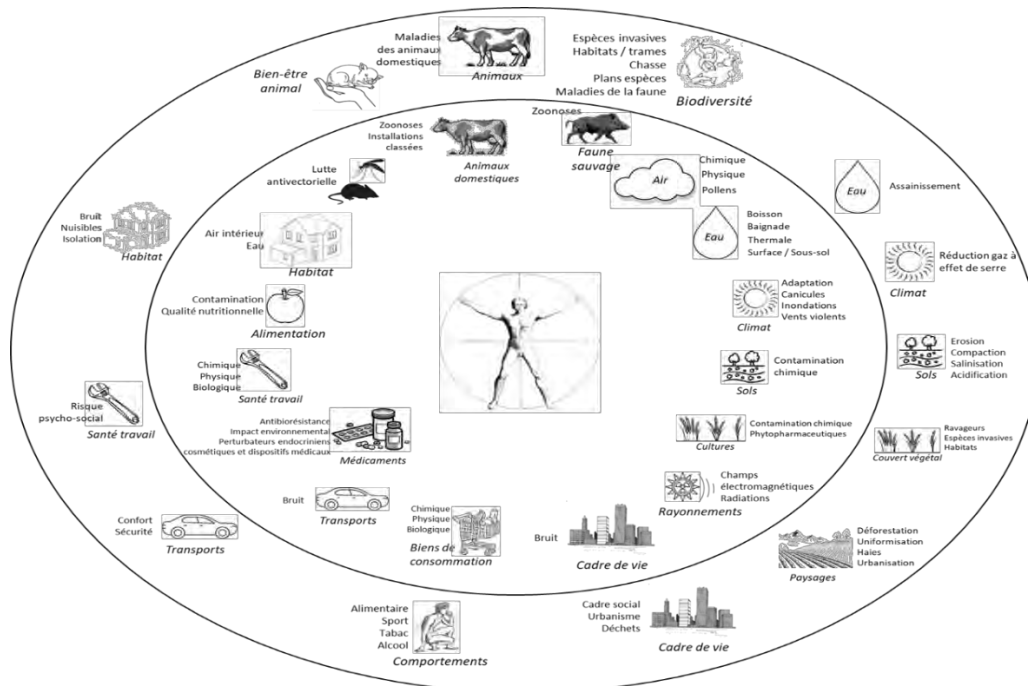 Maladies
des animaux
domestiques
Animaux
Espèces invasives
Habitats / trames
Chasse
Plans espèces
Maladies de la faune
Biodiversité
Bien-être
animal
Zoonoses
Installations
classées
Animaux
domestiques
Zoonoses
Faune
sauvage
Lutte
antivectorielle
Air
Chimique
Physique
Pollens
Eau
Assainissement
Bruit
Nuisibles
Isolation
Habitat
Air intérieur
Eau
Habitat
Eau
Boisson
Baignade
Thermale
Surface / Sous-sol
Réduction gaz à
effet de serre
Climat
Contamination
Qualité nutritionnelle
Alimentation
Adaptation
Canicules
Inondations
Vents violents
Climat
Erosion
Compaction
Salinisation
Acidification
Sols
Chimique
Physique
Biologique
Santé travail
Contamination
chimique
Sols
Risque
psycho-social
Santé travail
Antibiorésistance
Impact environnemental
Perturbateurs endocriniens
cosmétiques et dispositifs médicaux
Médicaments
Contamination chimique
Phytopharmaceutiques
Cultures
Ravageurs
Espèces invasives
Habitats
Couvert végétal
Champs
électromagnétiques
Radiations
Rayonnements
Bruit
Transports
Confort
Sécurité
Transports
Chimique
Physique
Biologique
Biens de
consommation
Bruit
Cadre de vie
Déforestation
Uniformisation
Haies
Urbanisation
Paysages
Alimentaire
Sport
Tabac
Alcool
Comportements
Cadre social
Urbanisme
Déchets
Cadre de vie